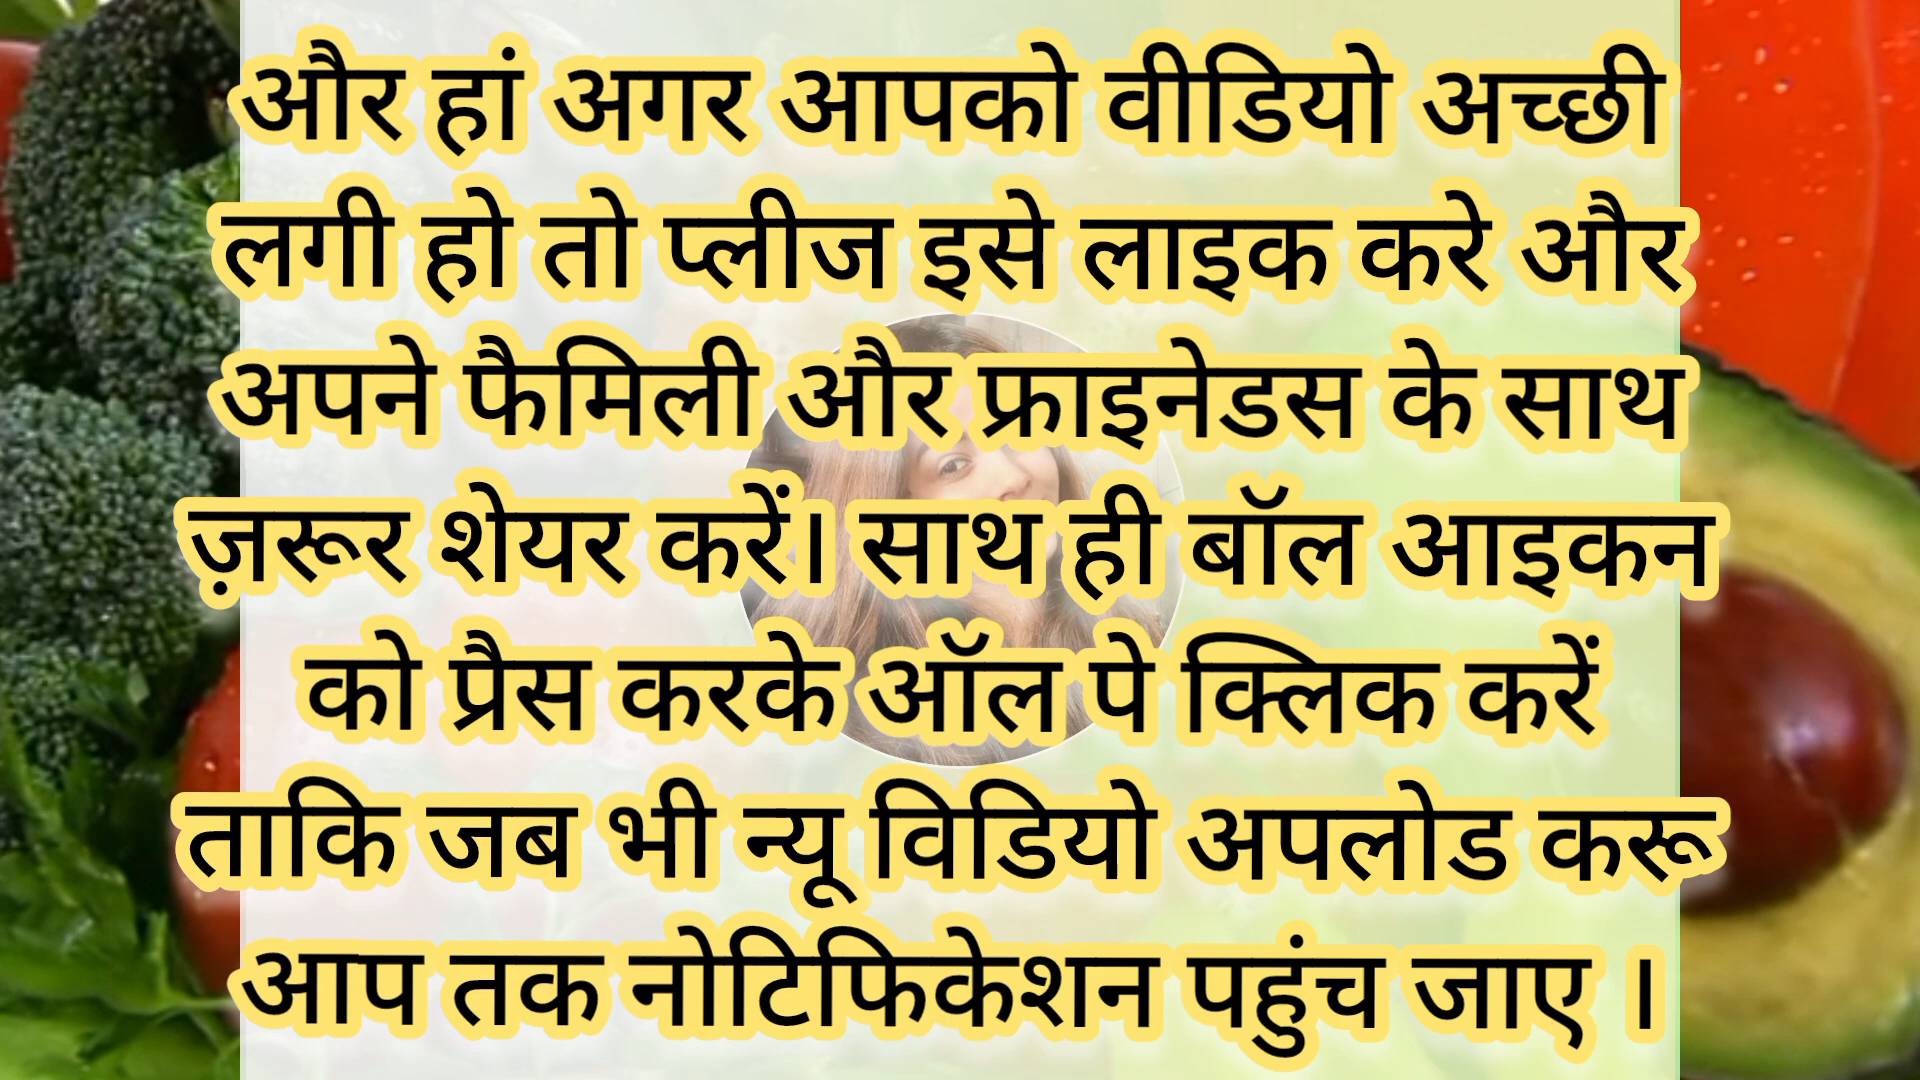 और हां अगर आपको वीडियो अच्छी
लगी हो तो प्लीज इसे लाइक करे और
अपने फैमिली और फ्राइनेडस के साथ
ज़रूर शेयर करें। साथ ही बॉल आइकन
को प्रैस करके ऑल पे क्लिक करें
ताकि जब भी न्यू विडियो अपलोड करू
आप तक नोटिफिकेशन पहुंच जाए ।